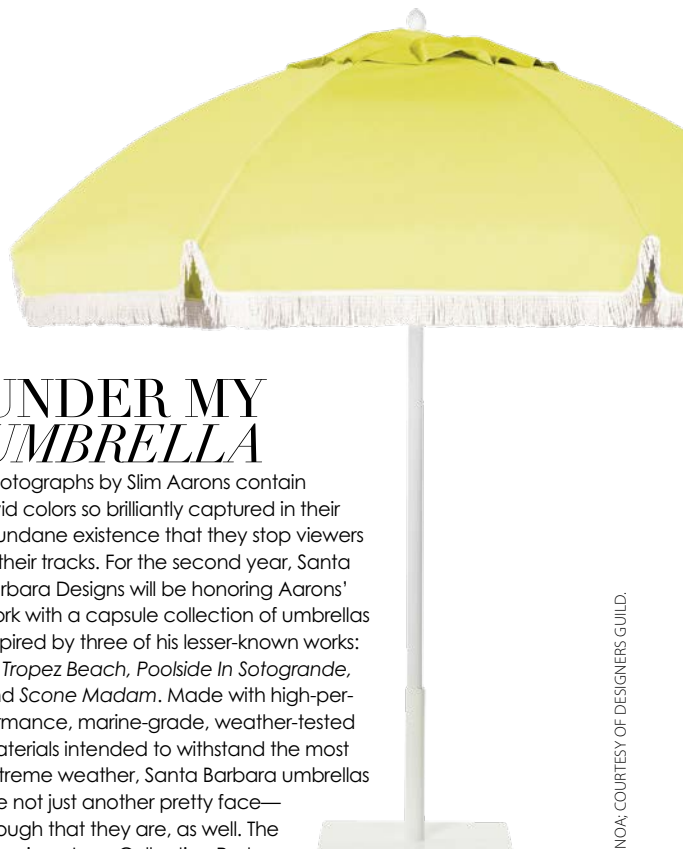 UNDER MY
UMBRELLA
otographs by Slim Aarons contain
id colors so brilliantly captured in their
undane existence that they stop viewers
their tracks. For the second year, Santa
rbara Designs will be honoring Aarons’
ork with a capsule collection of umbrellas
pired by three of his lesser-known works:
Tropez Beach, Poolside In Sotogrande,
nd Scone Madam. Made with high-per-
rmance, marine-grade, weather-tested
aterials intended to withstand the most
treme weather, Santa Barbara umbrellas
e not just another pretty face—
ough that they are, as well. The
Collection
NOA; COURTESY OF DESIGNERS GUILD.